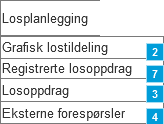 Losplanlegging
Grafisk lostildeling 2
Registrerte losoppdrag 7
Losoppdrag 3
Eksterne forespørsler 4